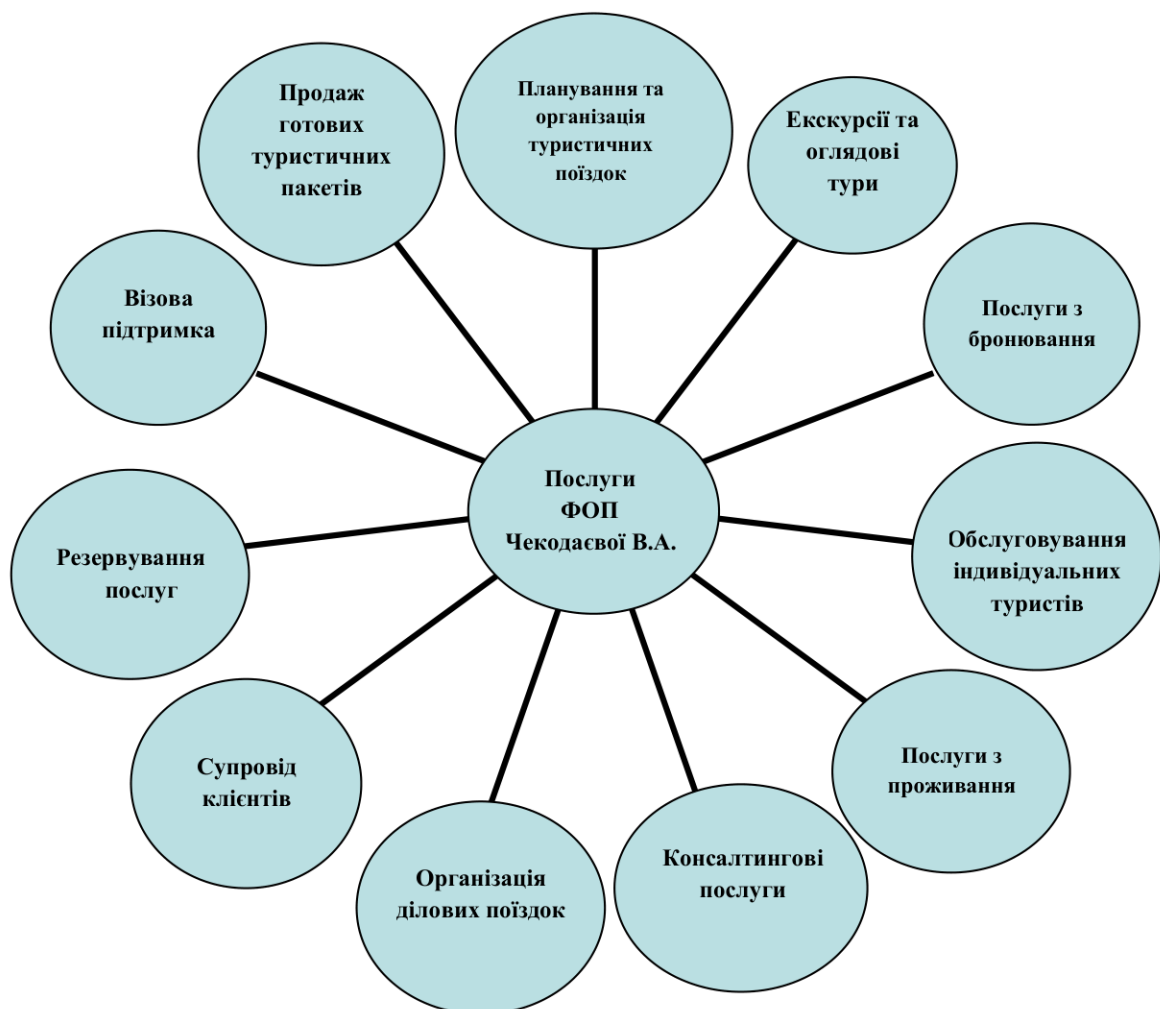 Продаж
готових
туристичних
пакетів
Планування та
організація
туристичних
поїздок
Екскурсії та
оглядові
тури
Візова
підтримка
Послуги з
бронювання
Послуги
ФОП
Чекодаєвої В.А.
Резервування
послуг
Обслуговування
індивідуальних
туристів
Супровід
клієнтів
Послуги з
проживання
Організація
ділових поїздок
Консалтингові
послуги